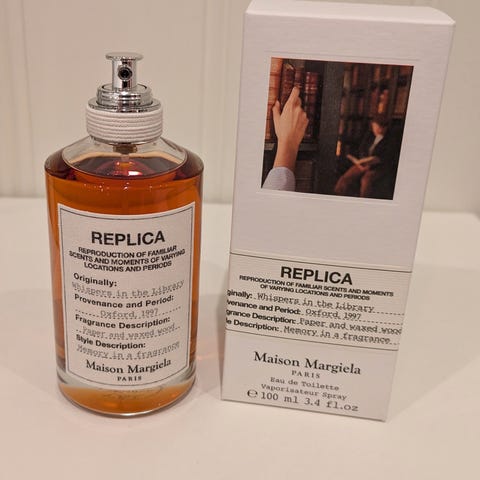 REPLICA
REPRODUCTION OF FAMILIAR
SCENTS AND MOMENTS OF VARYING
LOCATIONS AND PERIODS
Originally:
Whispers in the Library
Provenance and Period:
Oxford, 1997
Fragrance Description:
Paper and waxed wood
Style Description:
Memory in a fragrance
Maison Margiela
PARIS
REPLICA
REPRODUCTION OF FAMILIAR SCENTS AND MOMENTS
OF VARYING LOCATIONS AND PERIODS
iginally: Whispers in the Library
ovenance and Period: Oxford, 1997
grance Description: Paper and waxed wood
le Description: Memory in a fragrance
Maison Margiela
PARIS
Eau de Toilette
Vaporisateur Spray
℮ 100 ml 3.4 fl.oz